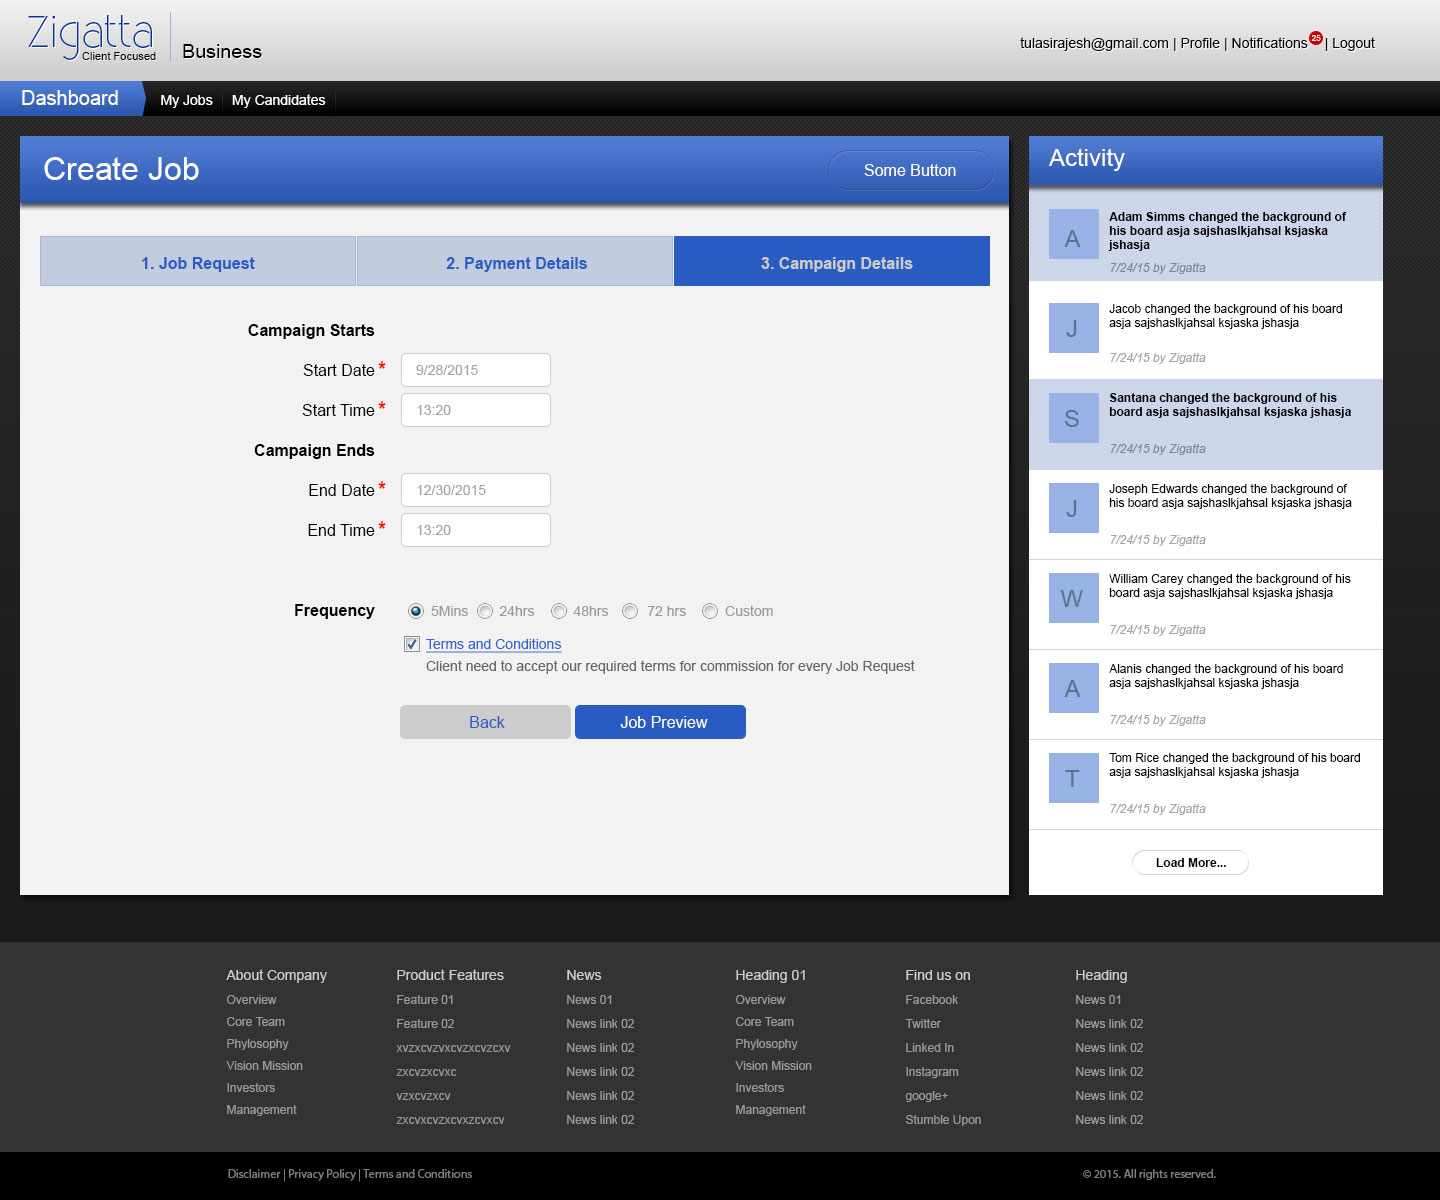 Zigatta
Client Focused
Business
tulasirajesh@gmail.com | Profile | Notifications 25 | Logout
Dashboard
My Jobs
My Candidates
Create Job
Some Button
1. Job Request
2. Payment Details
3. Campaign Details
Campaign Starts
Start Date *
9/28/2015
Start Time *
13:20
Campaign Ends
End Date *
12/30/2015
End Time *
13:20
Frequency
5Mins
24hrs
48hrs
72 hrs
Custom
Terms and Conditions
Client need to accept our required terms for commission for every Job Request
Back
Job Preview
Activity
A
Adam Simms changed the background of
his board asja sajshaslkjahsal ksjaska
jshasja
7/24/15 by Zigatta
J
Jacob changed the background of his board
asja sajshaslkjahsal ksjaska jshasja
7/24/15 by Zigatta
S
Santana changed the background of his
board asja sajshaslkjahsal ksjaska jshasja
7/24/15 by Zigatta
J
Joseph Edwards changed the background of
his board asja sajshaslkjahsal ksjaska jshasja
7/24/15 by Zigatta
W
William Carey changed the background of his
board asja sajshaslkjahsal ksjaska jshasja
7/24/15 by Zigatta
A
Alanis changed the background of his board
asja sajshaslkjahsal ksjaska jshasja
7/24/15 by Zigatta
T
Tom Rice changed the background of his board
asja sajshaslkjahsal ksjaska jshasja
7/24/15 by Zigatta
Load More...
About Company
Overview
Core Team
Phylosophy
Vision Mission
Investors
Management
Product Features
Feature 01
Feature 02
xvzxcvzvxcvzxcvzcxv
zxcvzxcvxc
vzxcvzxcv
zxcvxcvzxcvxzcvxcv
News
News 01
News link 02
News link 02
News link 02
News link 02
News link 02
Heading 01
Overview
Core Team
Phylosophy
Vision Mission
Investors
Management
Find us on
Facebook
Twitter
Linked In
Instagram
google+
Stumble Upon
Heading
News 01
News link 02
News link 02
News link 02
News link 02
News link 02
Disclaimer | Privacy Policy | Terms and Conditions
© 2015. All rights reserved.